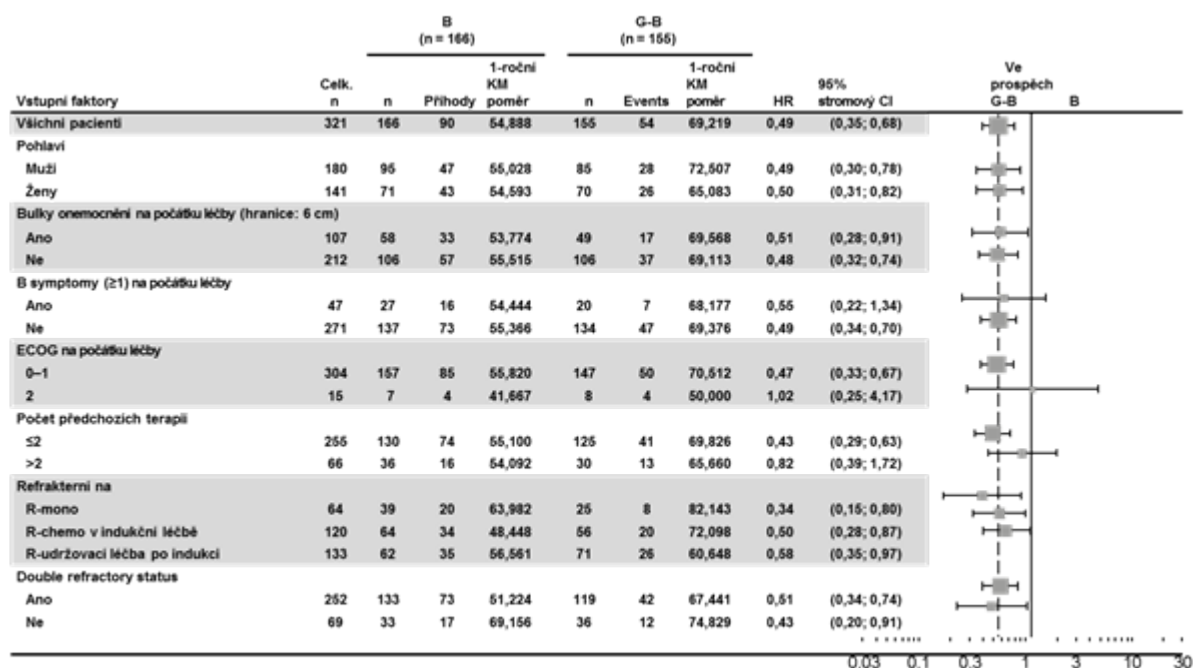 B G-B
(n = 166) (n = 155)
1-roční 1-roční Ve
Celk. KM KM 95% prospěch
Vstupní faktory n n Příhody poměr n Events poměr HR stromový CI G-B B
Všichni pacienti 321 166 90 54,888 155 54 69,219 0,49 (0,35; 0,68)
Pohlaví
Muži 180 95 47 55,028 85 28 72,507 0,49 (0,30; 0,78)
Ženy 141 71 43 54,593 70 26 65,083 0,50 (0,31; 0,82)
Bulky onemocnění na počátku léčby (hranice: 6 cm)
Ano 107 58 33 53,774 49 17 69,568 0,51 (0,28; 0,91)
Ne 212 106 57 55,515 106 37 69,113 0,48 (0,32; 0,74)
B symptomy (≥1) na počátku léčby
Ano 47 27 16 54,444 20 7 68,177 0,55 (0,22; 1,34)
Ne 271 137 73 55,366 134 47 69,376 0,49 (0,34; 0,70)
ECOG na počátku léčby
0–1 304 157 85 55,820 147 50 70,512 0,47 (0,33; 0,67)
2 15 7 4 41,667 8 4 50,000 1,02 (0,25; 4,17)
Počet předchozích terapií
≤2 255 130 74 55,100 125 41 69,826 0,43 (0,29; 0,63)
>2 66 36 16 54,092 30 13 65,660 0,82 (0,39; 1,72)
Refrakterní na
R-mono 64 39 20 63,982 25 8 82,143 0,34 (0,15; 0,80)
R-chemo v indukční léčbě 120 64 34 48,448 56 20 72,098 0,50 (0,28; 0,87)
R-udržovací léčba po indukci 133 62 35 56,561 71 26 60,648 0,58 (0,35; 0,97)
Double refractory status
Ano 252 133 73 51,224 119 42 67,441 0,51 (0,34; 0,74)
Ne 69 33 17 69,156 36 12 74,829 0,43 (0,20; 0,91)
0.03 0.1 0.3 1 3 10 30